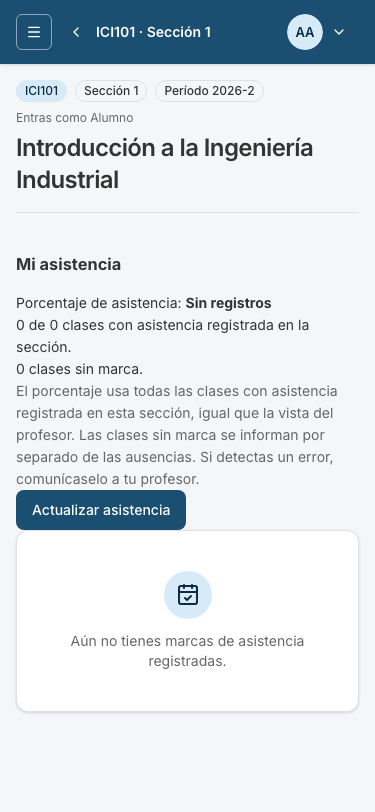 ICI101 · Sección 1
AA
ICI101
Sección 1
Período 2026-2
Entras como Alumno
Introducción a la Ingeniería
Industrial
Mi asistencia
Porcentaje de asistencia: Sin registros
0 de 0 clases con asistencia registrada en la
sección.
0 clases sin marca.
El porcentaje usa todas las clases con asistencia
registrada en esta sección, igual que la vista del
profesor. Las clases sin marca se informan por
separado de las ausencias. Si detectas un error,
comunícaselo a tu profesor.
Actualizar asistencia
Aún no tienes marcas de asistencia
registradas.